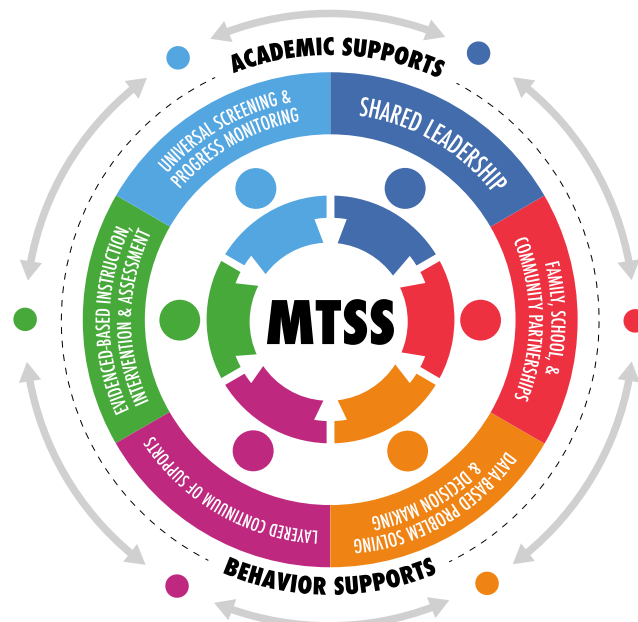 ACADEMIC SUPPORTS
UNIVERSAL SCREENING &
PROGRESS MONITORING
SHARED LEADERSHIP
FAMILY, SCHOOL, &
COMMUNITY PARTNERSHIPS
DATA-BASED PROBLEM SOLVING
& DECISION MAKING
LAYERED CONTINUUM OF SUPPORTS
EVIDENCED-BASED INSTRUCTION,
INTERVENTION & ASSESSMENT
MTSS
BEHAVIOR SUPPORTS